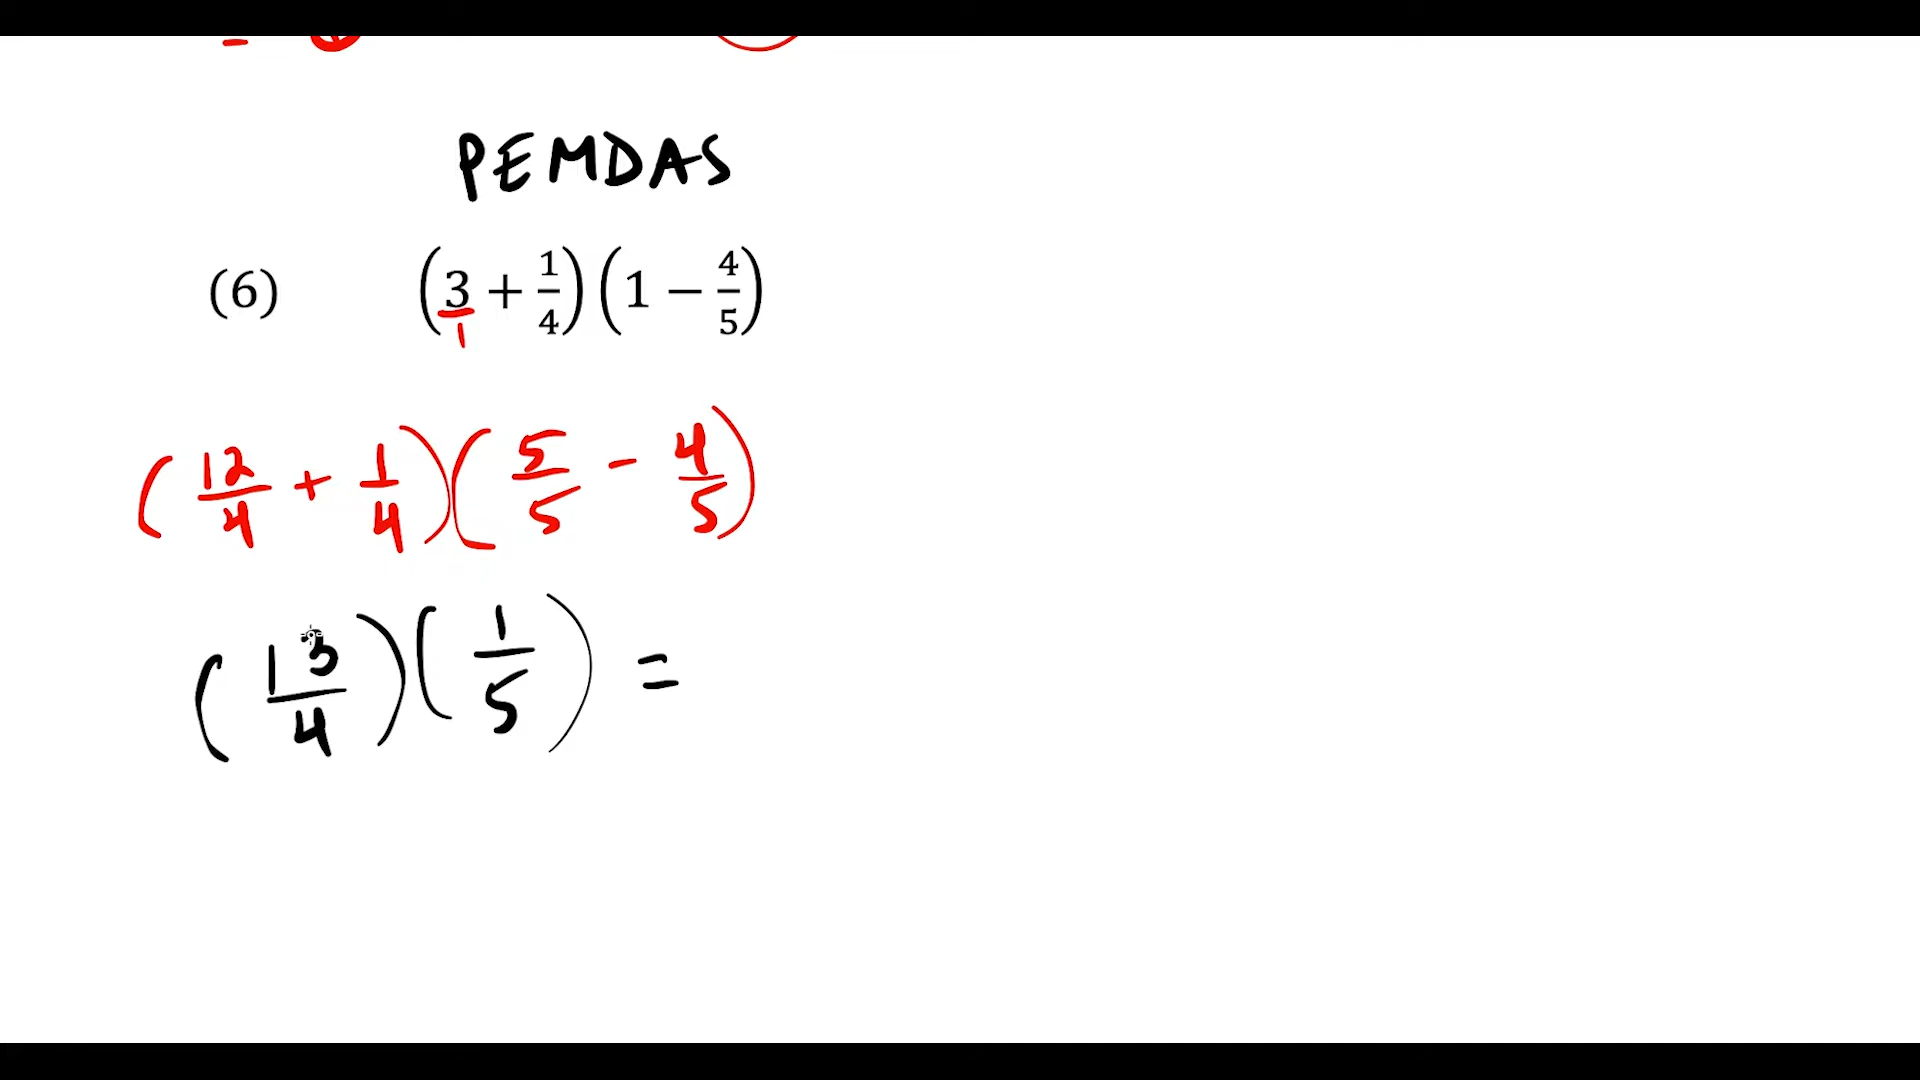 PEMDAS
(6) (3/1 + 1/4)(1 − 4/5)
(12/4 + 1/4)(5/5 - 4/5)
(13/4)(1/5) =